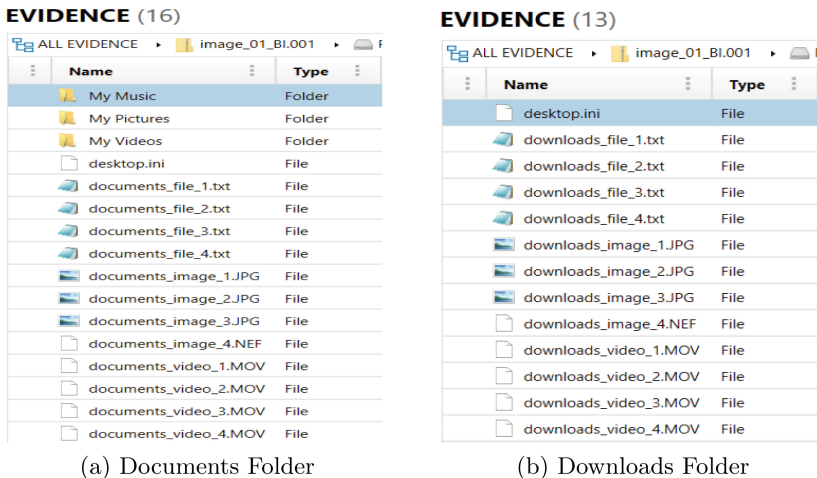 EVIDENCE (16)
ALL EVIDENCE ▸ image_01_BI.001 ▸
Name Type
My Music Folder
My Pictures Folder
My Videos Folder
desktop.ini File
documents_file_1.txt File
documents_file_2.txt File
documents_file_3.txt File
documents_file_4.txt File
documents_image_1.JPG File
documents_image_2.JPG File
documents_image_3.JPG File
documents_image_4.NEF File
documents_video_1.MOV File
documents_video_2.MOV File
documents_video_3.MOV File
documents_video_4.MOV File
(a) Documents Folder
EVIDENCE (13)
ALL EVIDENCE ▸ image_01_BI.001 ▸
Name Type
desktop.ini File
downloads_file_1.txt File
downloads_file_2.txt File
downloads_file_3.txt File
downloads_file_4.txt File
downloads_image_1.JPG File
downloads_image_2.JPG File
downloads_image_3.JPG File
downloads_image_4.NEF File
downloads_video_1.MOV File
downloads_video_2.MOV File
downloads_video_3.MOV File
downloads_video_4.MOV File
(b) Downloads Folder